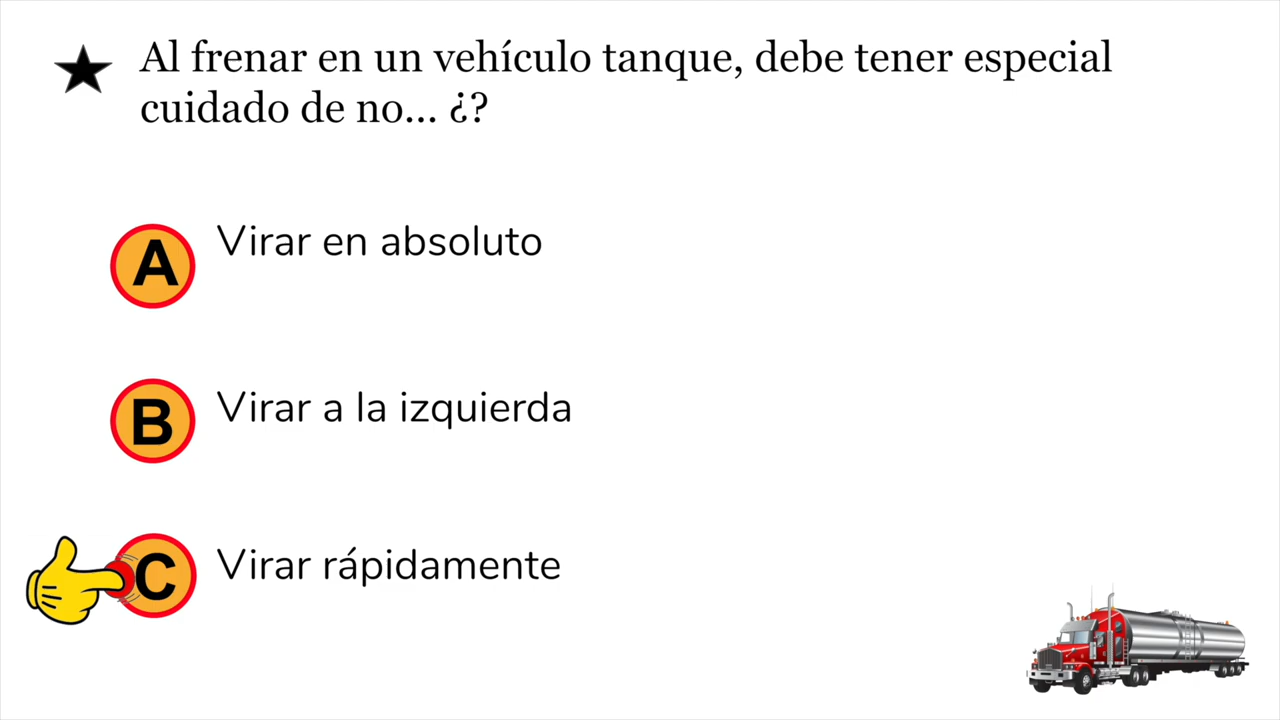 Al frenar en un vehículo tanque, debe tener especial
cuidado de no... ¿?
A
Virar en absoluto
B
Virar a la izquierda
C
Virar rápidamente